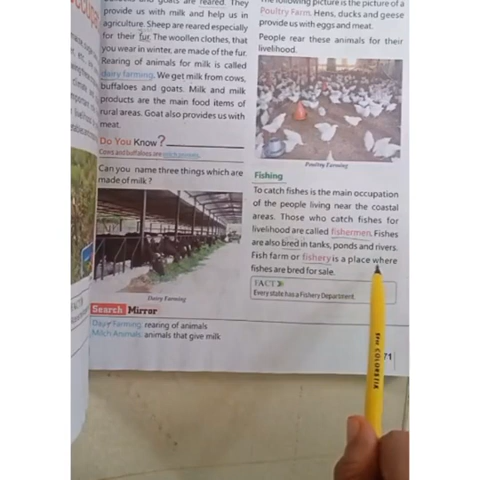 goats are reared. They
provide us with milk and help us in
agriculture. Sheep are reared especially
for their fur. The woollen clothes, that
you wear in winter, are made of the fur.
Rearing of animals for milk is called
dairy farming. We get milk from cows,
buffaloes and goats. Milk and milk
products are the main food items of
rural areas. Goat also provides us with
meat.
Do You Know?
Cows and buffaloes are milch animals.
Can you name three things which are
made of milk?
Dairy Farming
Search Mirror
Dairy Farming: rearing of animals
Milch Animals: animals that give milk
following picture is the picture of a
Poultry Farm. Hens, ducks and geese
provide us with eggs and meat.
People rear these animals for their
livelihood.
Poultry Farming
Fishing
To catch fishes is the main occupation
of the people living near the coastal
areas. Those who catch fishes for
livelihood are called fishermen. Fishes
are also bred in tanks, ponds and rivers.
Fish farm or fishery is a place where
fishes are bred for sale.
FACT
Every state has a Fishery Department.
71